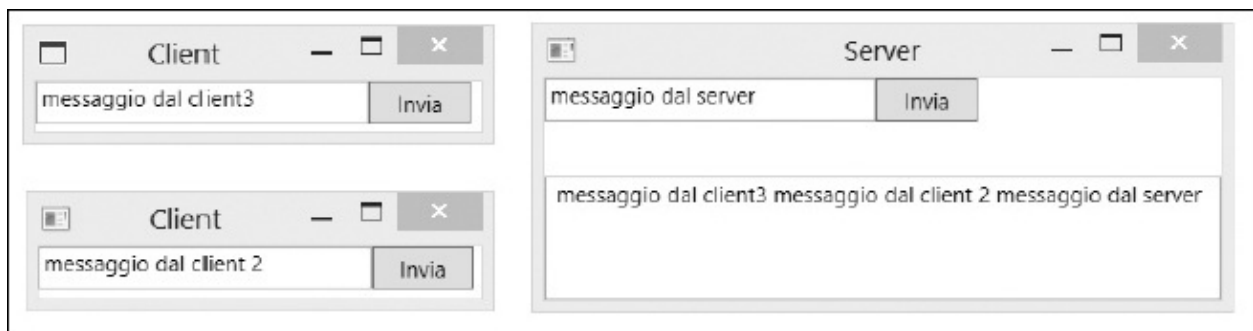 Client
messaggio dal client3
Invia
Client
messaggio dal client 2
Invia
Server
messaggio dal server
Invia
messaggio dal client3 messaggio dal client 2 messaggio dal server